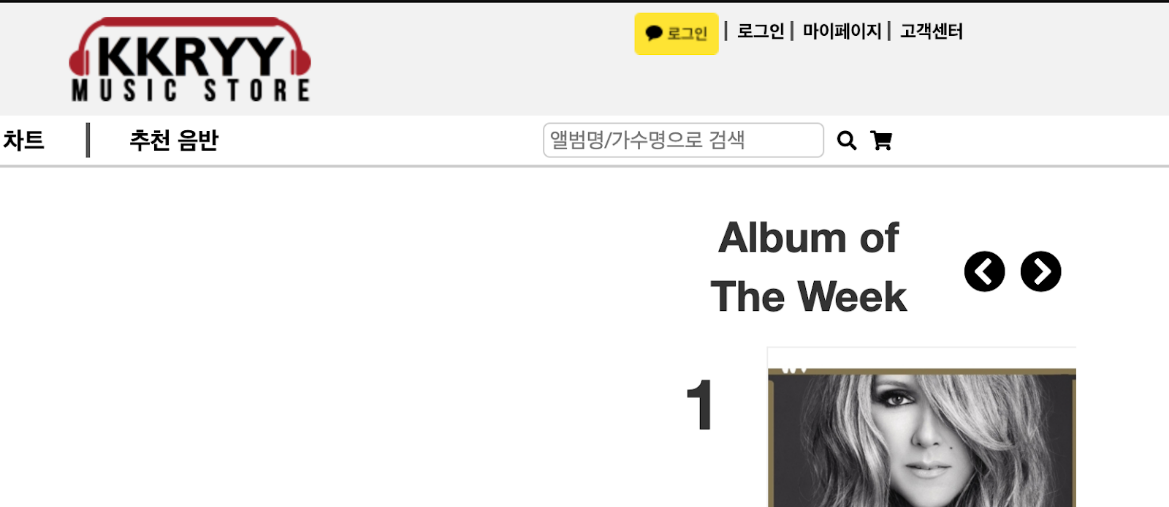 KKRYY
MUSIC STORE
로그인 | 로그인 | 마이페이지 | 고객센터
차트 | 추천 음반
앨범명/가수명으로 검색
Album of
The Week
1